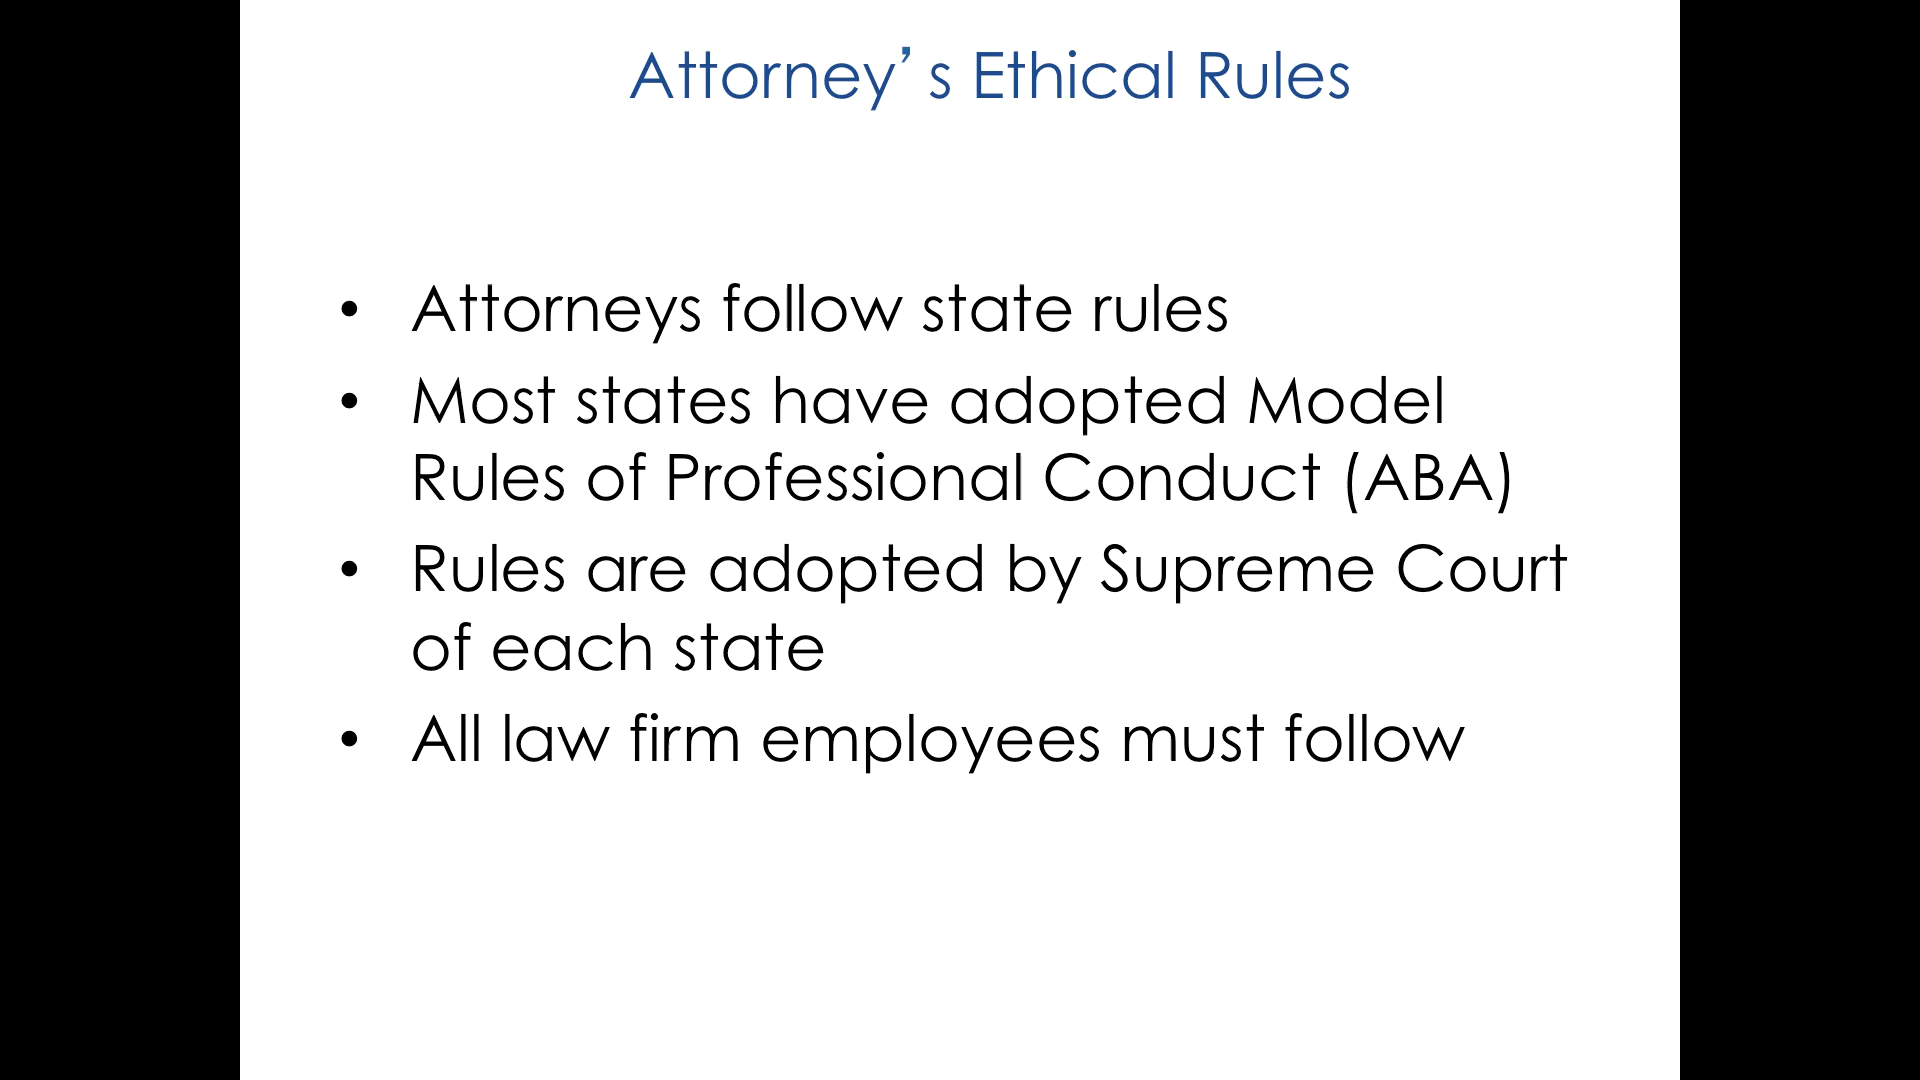 Attorney’s Ethical Rules
• Attorneys follow state rules
• Most states have adopted Model
Rules of Professional Conduct (ABA)
• Rules are adopted by Supreme Court
of each state
• All law firm employees must follow